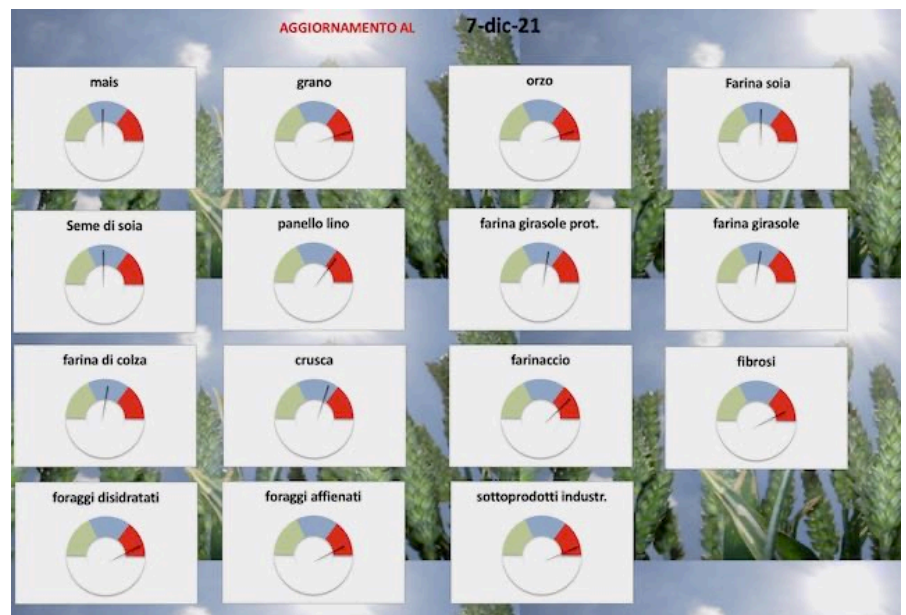 AGGIORNAMENTO AL 7-dic-21
mais
grano
orzo
Farina soia
Seme di soia
panello lino
farina girasole prot.
farina girasole
farina di colza
crusca
farinaccio
fibrosi
foraggi disidratati
foraggi affienati
sottoprodotti industr.